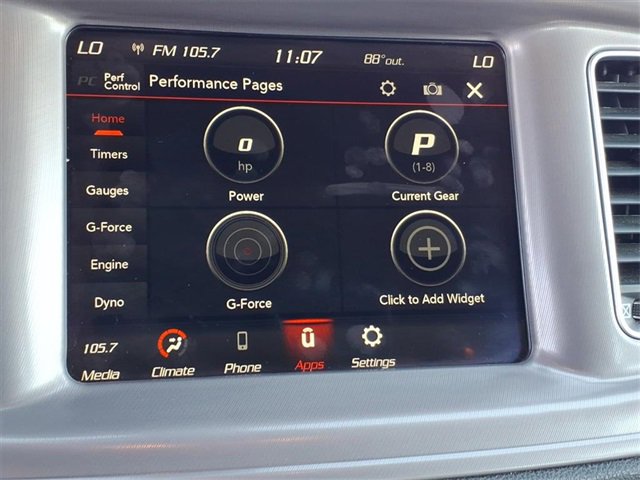 LO FM 105.7 11:07 88° out. LO
PC Perf Control Performance Pages
Home
Timers
Gauges
G-Force
Engine
Dyno
0
hp
Power
P
(1-8)
Current Gear
G-Force
Click to Add Widget
105.7
Media
Climate
Phone
Apps
Settings